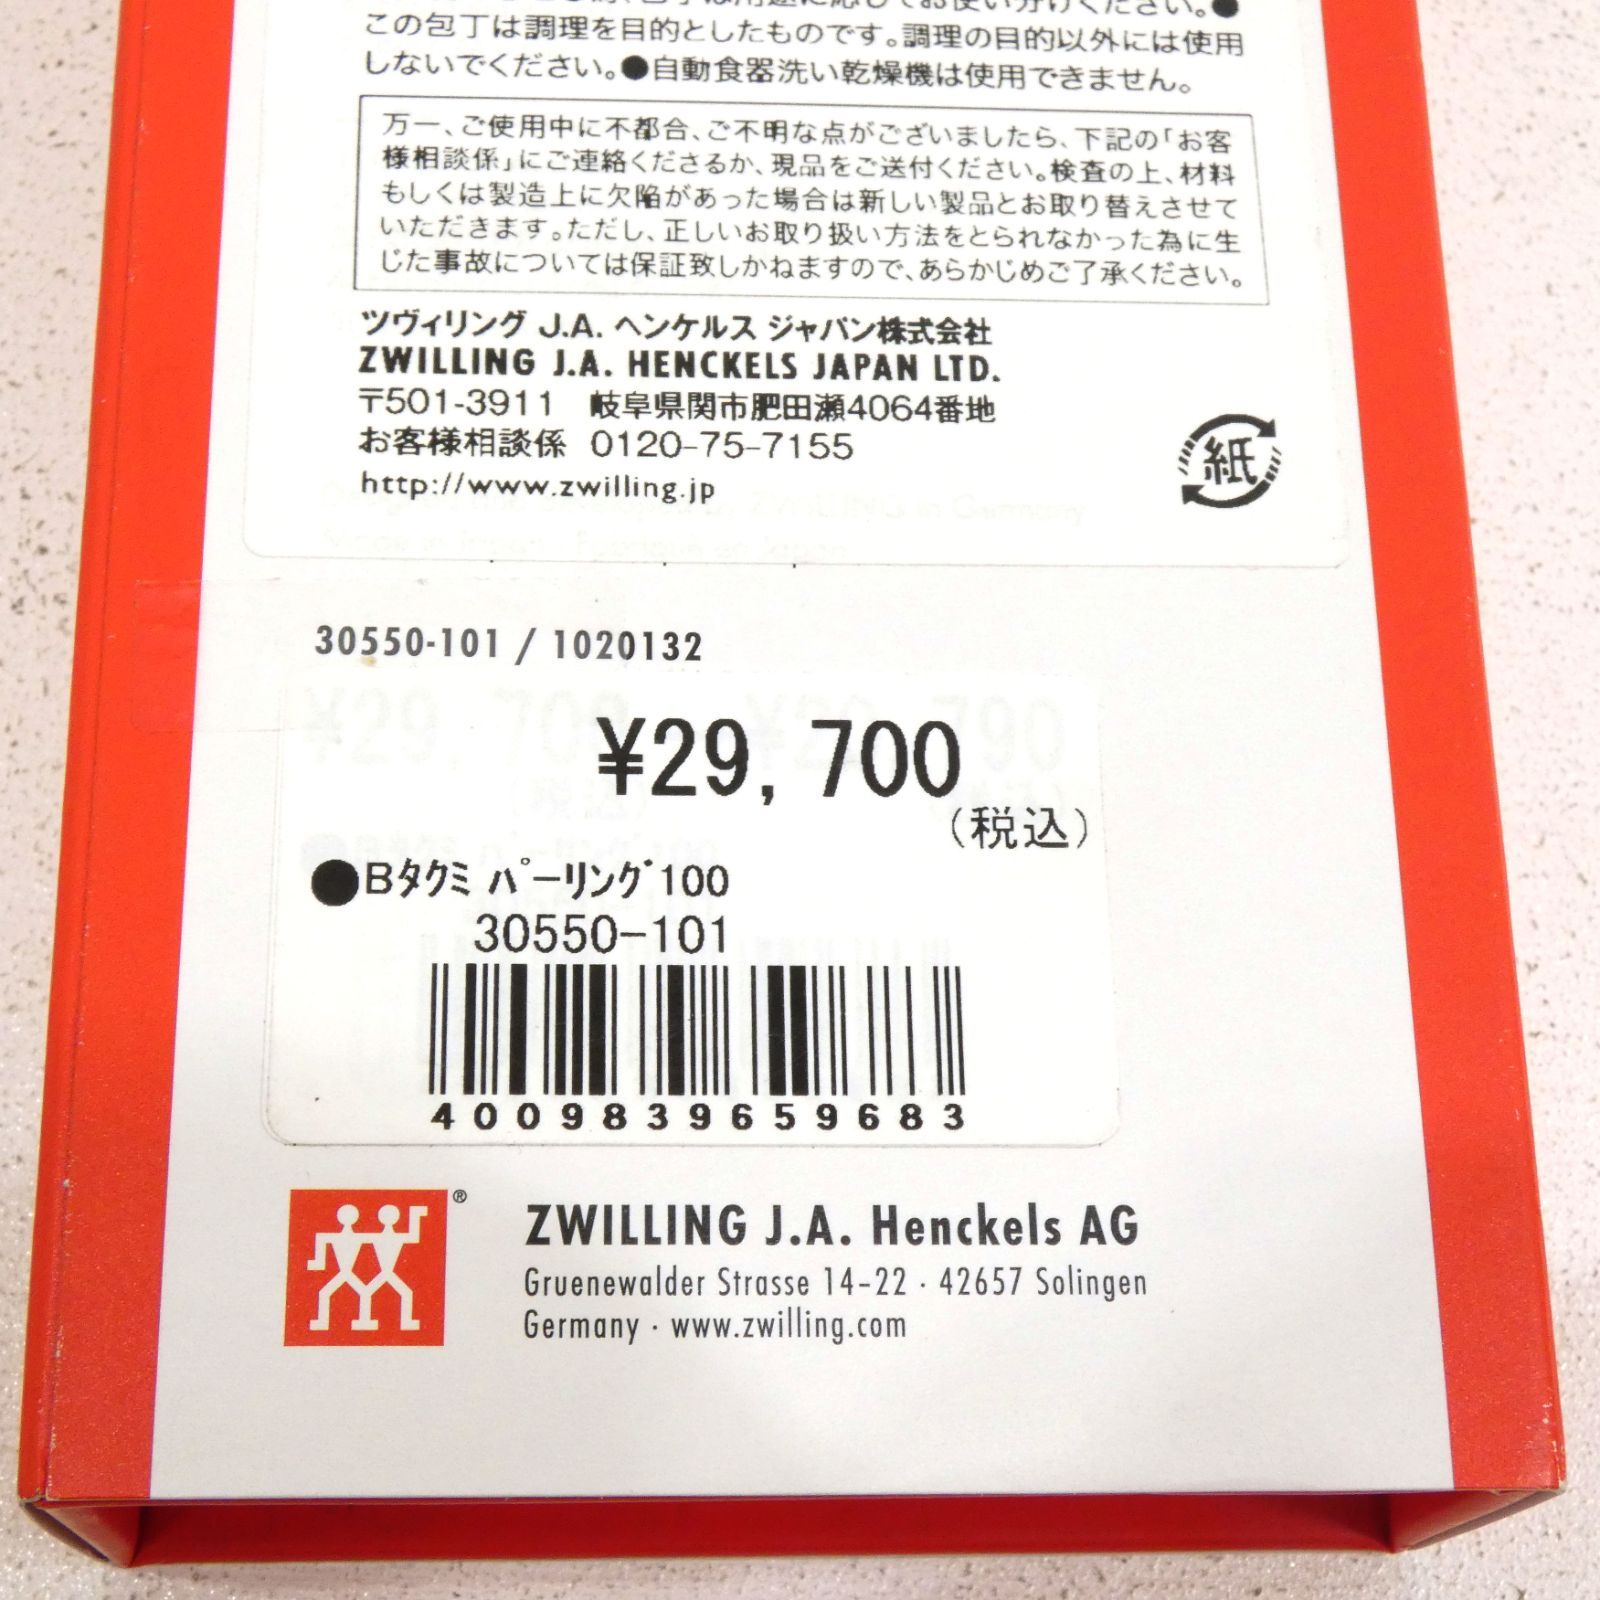 この包丁は調理を目的としたものです。調理の目的以外には使用
しないでください。●自動食器洗い乾燥機は使用できません。
万一、ご使用中に不都合、ご不明な点がございましたら、下記の「お客
様相談係」にご連絡くださるか、現品をご送付ください。検査の上、材料
もしくは製造上に欠陥があった場合は新しい製品とお取り替えさせて
いただきます。ただし、正しいお取り扱い方法をとられなかった為に生
じた事故については保証致しかねますので、あらかじめご了承ください。
ツヴィリング J.A. ヘンケルス ジャパン株式会社
ZWILLING J.A. HENCKELS JAPAN LTD.
〒501-3911 岐阜県関市肥田瀬4064番地
お客様相談係 0120-75-7155
http://www.zwilling.jp
紙
30550-101 / 1020132
¥29,700
(税込)
●Bﾀｸﾐ ﾊﾟｰﾘﾝｸﾞ100
30550-101
4009839659683
®
ZWILLING J.A. Henckels AG
Gruenewalder Strasse 14-22 · 42657 Solingen
Germany · www.zwilling.com